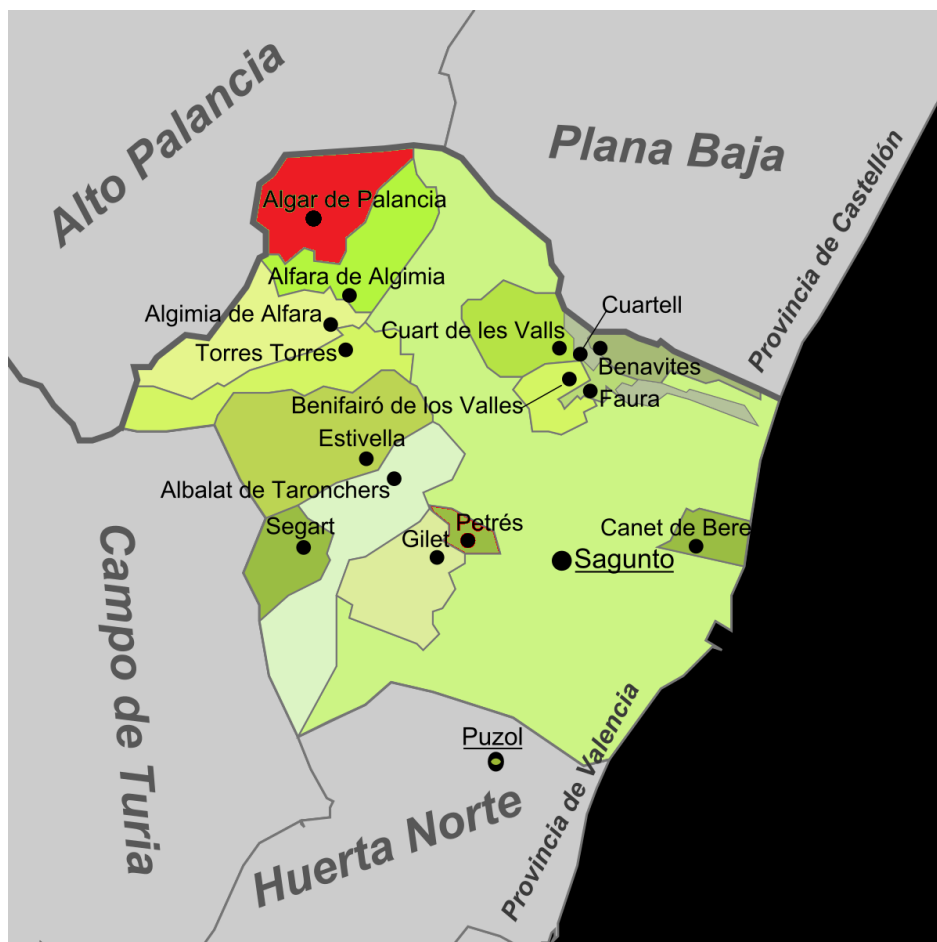 Alto Palancia
Plana Baja
Provincia de Castellón
Algar de Palancia
Alfara de Algimia
Algimia de Alfara
Cuartell
Cuart de les Valls
Torres Torres
Benavites
Benifairó de los Valles
Faura
Estivella
Albalat de Taronchers
Segart
Petrés
Canet de Bere
Gilet
Sagunto
Campo de Turia
Puzol
Huerta Norte
Provincia de Valencia